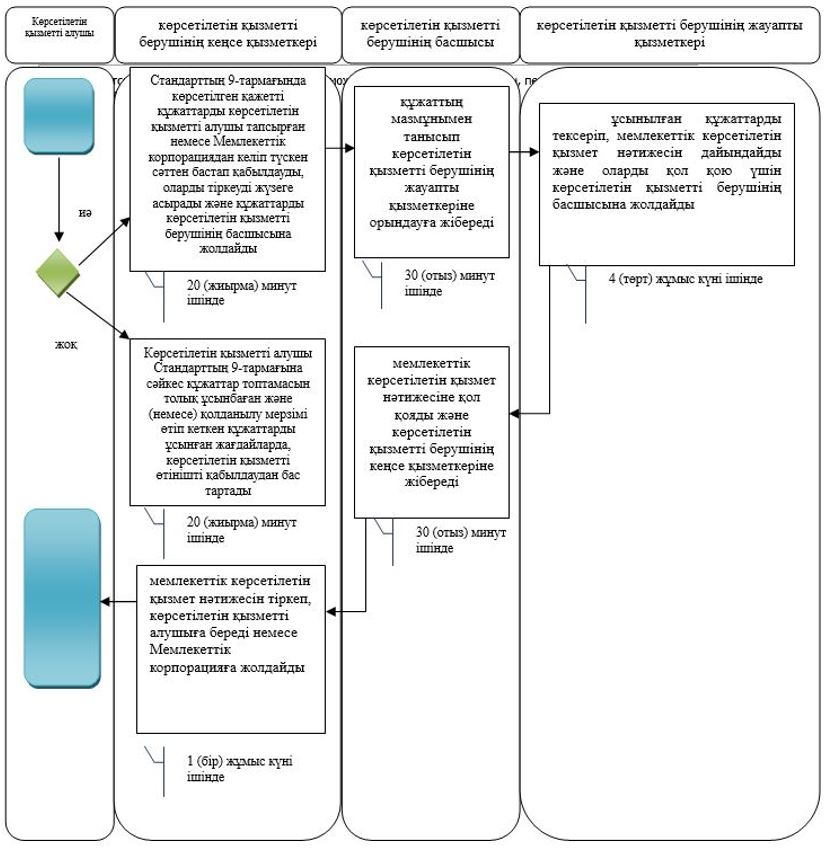 Көрсетілетін
қызметті алушы
көрсетілетін қызметті
берушінің кеңсе қызметкері
көрсетілетін қызметті
берушінің басшысы
көрсетілетін қызметті берушінің жауапты
қызметкері
Стандарттың 9-тармағында
көрсетілген қажетті
құжаттарды көрсетілетін
қызметті алушы тапсырған
немесе Мемлекеттік
корпорациядан келіп түскен
сәттен бастап қабылдауды,
оларды тіркеуді жүзеге
асырады және құжаттарды
көрсетілетін қызметті
берушінің басшысына
жолдайды
20 (жиырма) минут
ішінде
құжаттың
мазмұнымен
танысып
көрсетілетін
қызметті берушінің
жауапты
қызметкеріне
орындауға жібереді
30 (отыз) минут
ішінде
ұсынылған құжаттарды
тексеріп, мемлекеттік көрсетілетін
қызмет нәтижесін дайындайды
және оларды қол қою үшін
көрсетілетін қызметті берушінің
басшысына жолдайды
4 (төрт) жұмыс күні ішінде
иә
жоқ
Көрсетілетін қызметті алушы
Стандарттың 9-тармағына
сәйкес құжаттар топтамасын
толық ұсынбаған және
(немесе) қолданылу мерзімі
өтіп кеткен құжаттарды
ұсынған жағдайларда,
көрсетілетін қызметті
өтінішті қабылдаудан бас
тартады
20 (жиырма) минут
ішінде
мемлекеттік
көрсетілетін қызмет
нәтижесіне қол
қояды және
көрсетілетін
қызметті берушінің
кеңсе қызметкеріне
жібереді
30 (отыз) минут
ішінде
мемлекеттік көрсетілетін
қызмет нәтижесін тіркеп,
көрсетілетін қызметті
алушыға береді немесе
Мемлекеттік
корпорацияға жолдайды
1 (бір) жұмыс күні
ішінде